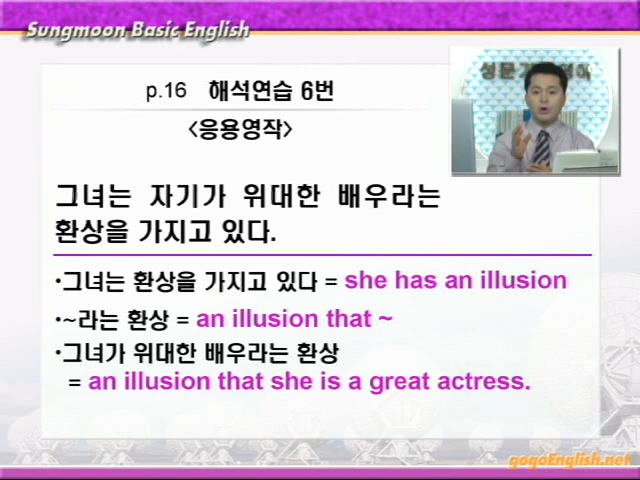 Sungmoon Basic English
p.16 해석연습 6번
<응용영작>
그녀는 자기가 위대한 배우라는
환상을 가지고 있다.
•그녀는 환상을 가지고 있다 = she has an illusion
•~라는 환상 = an illusion that ~
•그녀가 위대한 배우라는 환상
= an illusion that she is a great actress.
gogoEnglish.net